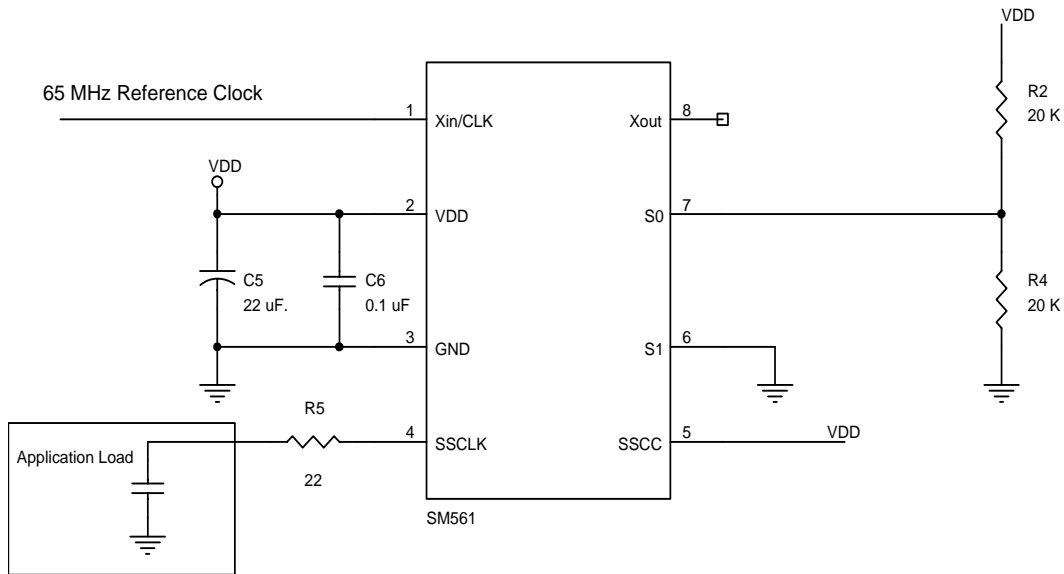 VDD
65 MHz Reference Clock
R2
20 K
1
Xin/CLK
Xout
8
VDD
2
VDD
S0
7
C5
22 uF.
C6
0.1 uF
R4
20 K
3
GND
S1
6
R5
22
4
SSCLK
SSCC
5
VDD
Application Load
SM561